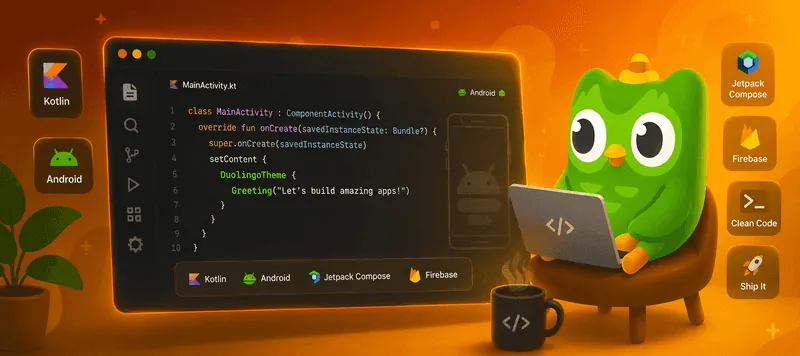 Kotlin
Android
MainActivity.kt
Android
1 class MainActivity : ComponentActivity() {
2 override fun onCreate(savedInstanceState: Bundle?) {
3 super.onCreate(savedInstanceState)
4 setContent {
5 DuolingoTheme {
6 Greeting("Let's build amazing apps!")
7 }
8 }
9 }
10 }
Kotlin
Android
Jetpack Compose
Firebase
</>
</>
Jetpack
Compose
Firebase
>_
Clean Code
Ship It